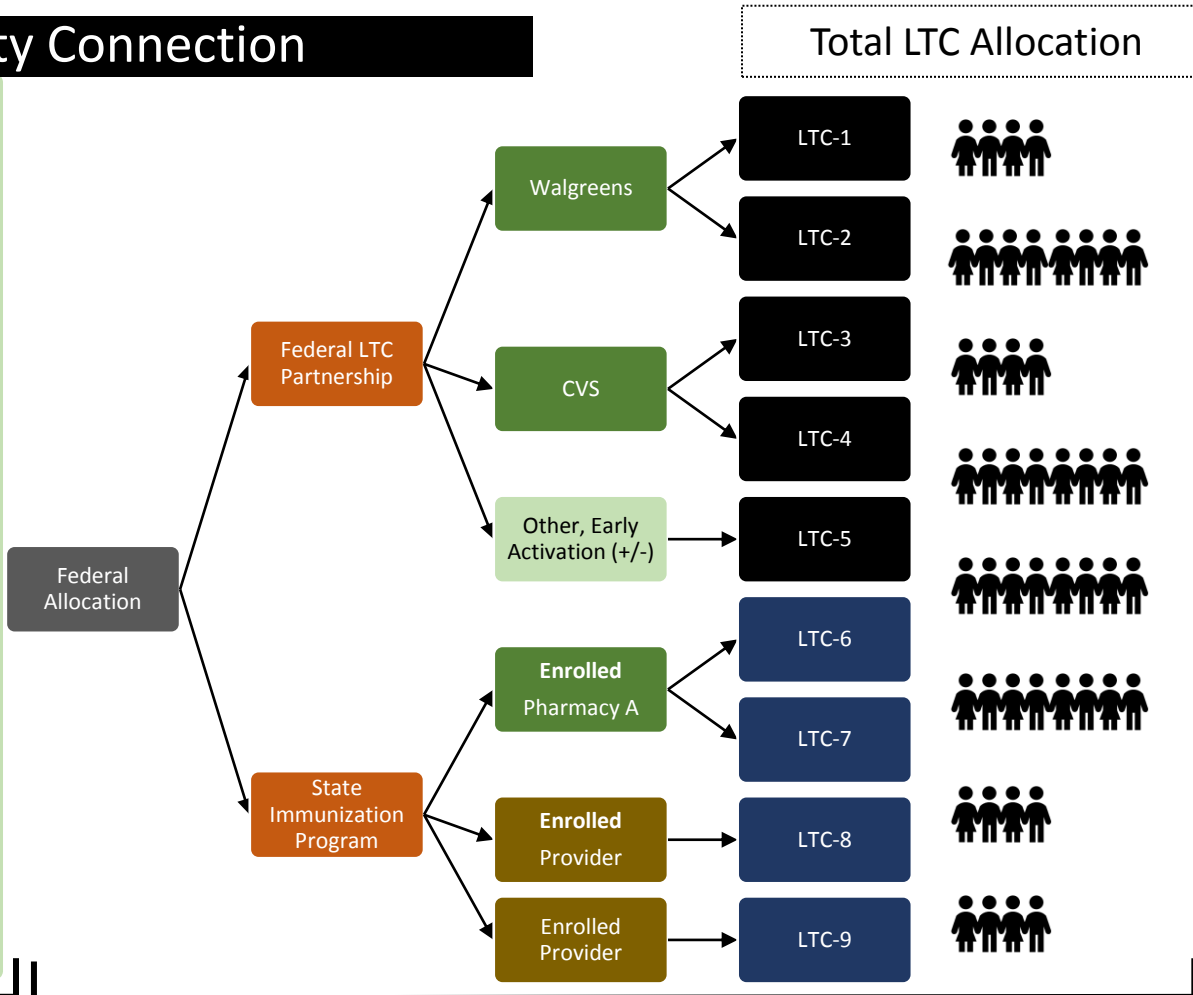 ty Connection
Total LTC Allocation
Federal
Allocation
Federal LTC
Partnership
State
Immunization
Program
Walgreens
CVS
Other, Early
Activation (+/-)
Enrolled
Pharmacy A
Enrolled
Provider
Enrolled
Provider
LTC-1
LTC-2
LTC-3
LTC-4
LTC-5
LTC-6
LTC-7
LTC-8
LTC-9